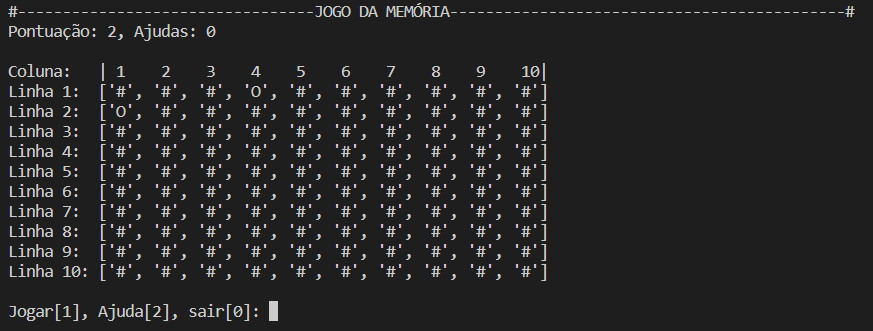 #---------------------------------JOGO DA MEMÓRIA--------------------------------------------#
Pontuação: 2, Ajudas: 0
Coluna:   | 1    2    3    4    5    6    7    8    9    10|
Linha 1:  ['#', '#', '#', 'O', '#', '#', '#', '#', '#', '#']
Linha 2:  ['O', '#', '#', '#', '#', '#', '#', '#', '#', '#']
Linha 3:  ['#', '#', '#', '#', '#', '#', '#', '#', '#', '#']
Linha 4:  ['#', '#', '#', '#', '#', '#', '#', '#', '#', '#']
Linha 5:  ['#', '#', '#', '#', '#', '#', '#', '#', '#', '#']
Linha 6:  ['#', '#', '#', '#', '#', '#', '#', '#', '#', '#']
Linha 7:  ['#', '#', '#', '#', '#', '#', '#', '#', '#', '#']
Linha 8:  ['#', '#', '#', '#', '#', '#', '#', '#', '#', '#']
Linha 9:  ['#', '#', '#', '#', '#', '#', '#', '#', '#', '#']
Linha 10: ['#', '#', '#', '#', '#', '#', '#', '#', '#', '#']
Jogar[1], Ajuda[2], sair[0]: